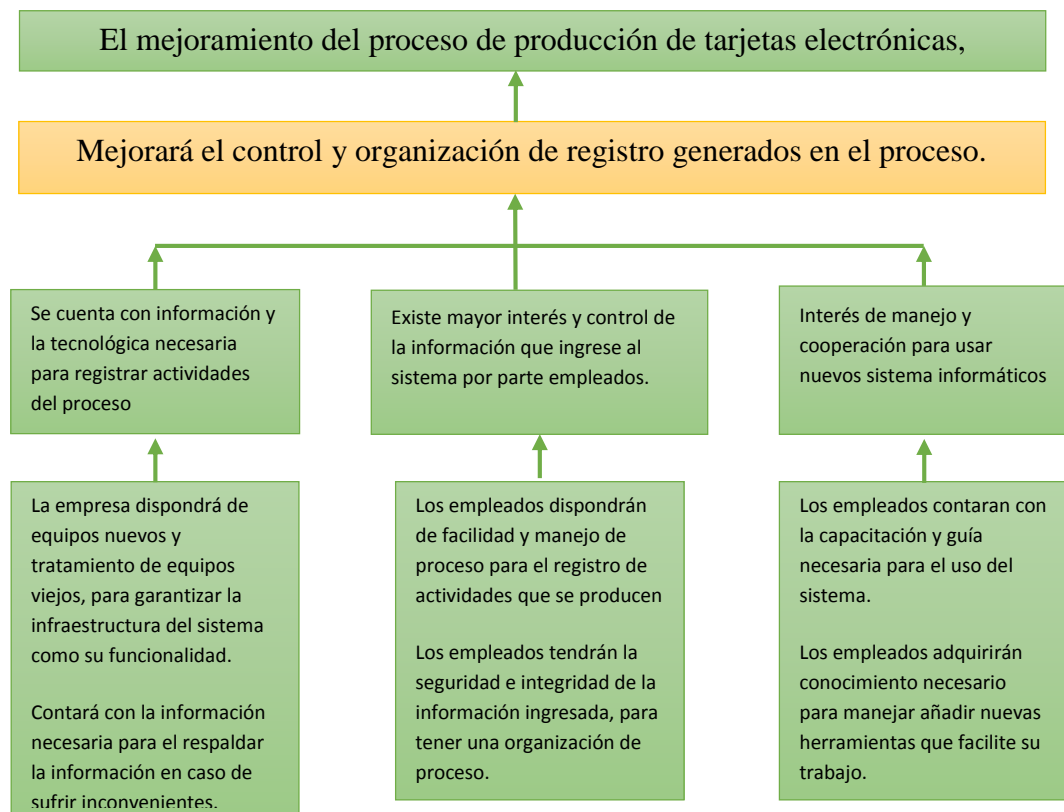 El mejoramiento del proceso de producción de tarjetas electrónicas,
Mejorará el control y organización de registro generados en el proceso.
Se cuenta con información y
la tecnológica necesaria
para registrar actividades
del proceso
Existe mayor interés y control de
la información que ingrese al
sistema por parte empleados.
Interés de manejo y
cooperación para usar
nuevos sistema informáticos
La empresa dispondrá de
equipos nuevos y
tratamiento de equipos
viejos, para garantizar la
infraestructura del sistema
como su funcionalidad.
Contará con la información
necesaria para el respaldar
la información en caso de
sufrir inconvenientes.
Los empleados dispondrán
de facilidad y manejo de
proceso para el registro de
actividades que se producen
Los empleados tendrán la
seguridad e integridad de la
información ingresada, para
tener una organización de
proceso.
Los empleados contaran con
la capacitación y guía
necesaria para el uso del
sistema.
Los empleados adquirirán
conocimiento necesario
para manejar añadir nuevas
herramientas que facilite su
trabajo.